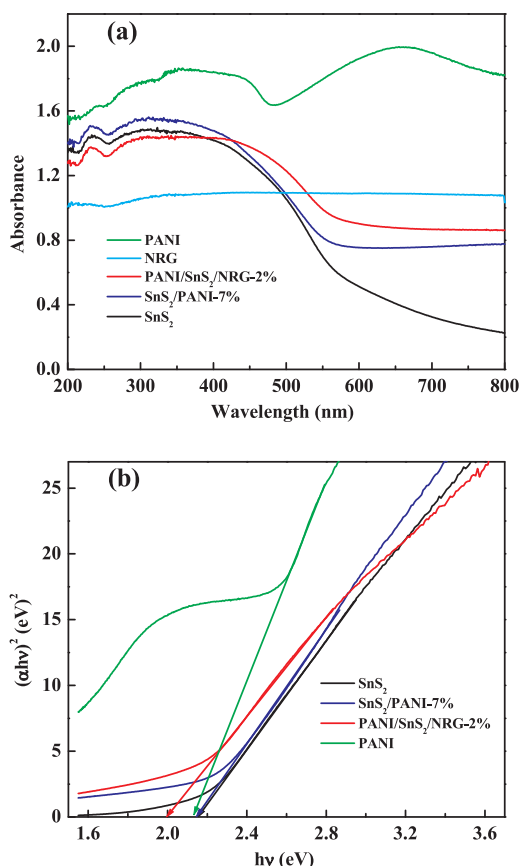 (a)
2.0
1.6
1.2
0.8
0.4
0.0
Absorbance
PANI
NRG
PANI/SnS₂/NRG-2%
SnS₂/PANI-7%
SnS₂
200 300 400 500 600 700 800
Wavelength (nm)
(b)
25
20
15
10
5
0
(αhν)² (eV)²
SnS₂
SnS₂/PANI-7%
PANI/SnS₂/NRG-2%
PANI
1.6 2.0 2.4 2.8 3.2 3.6
hν (eV)